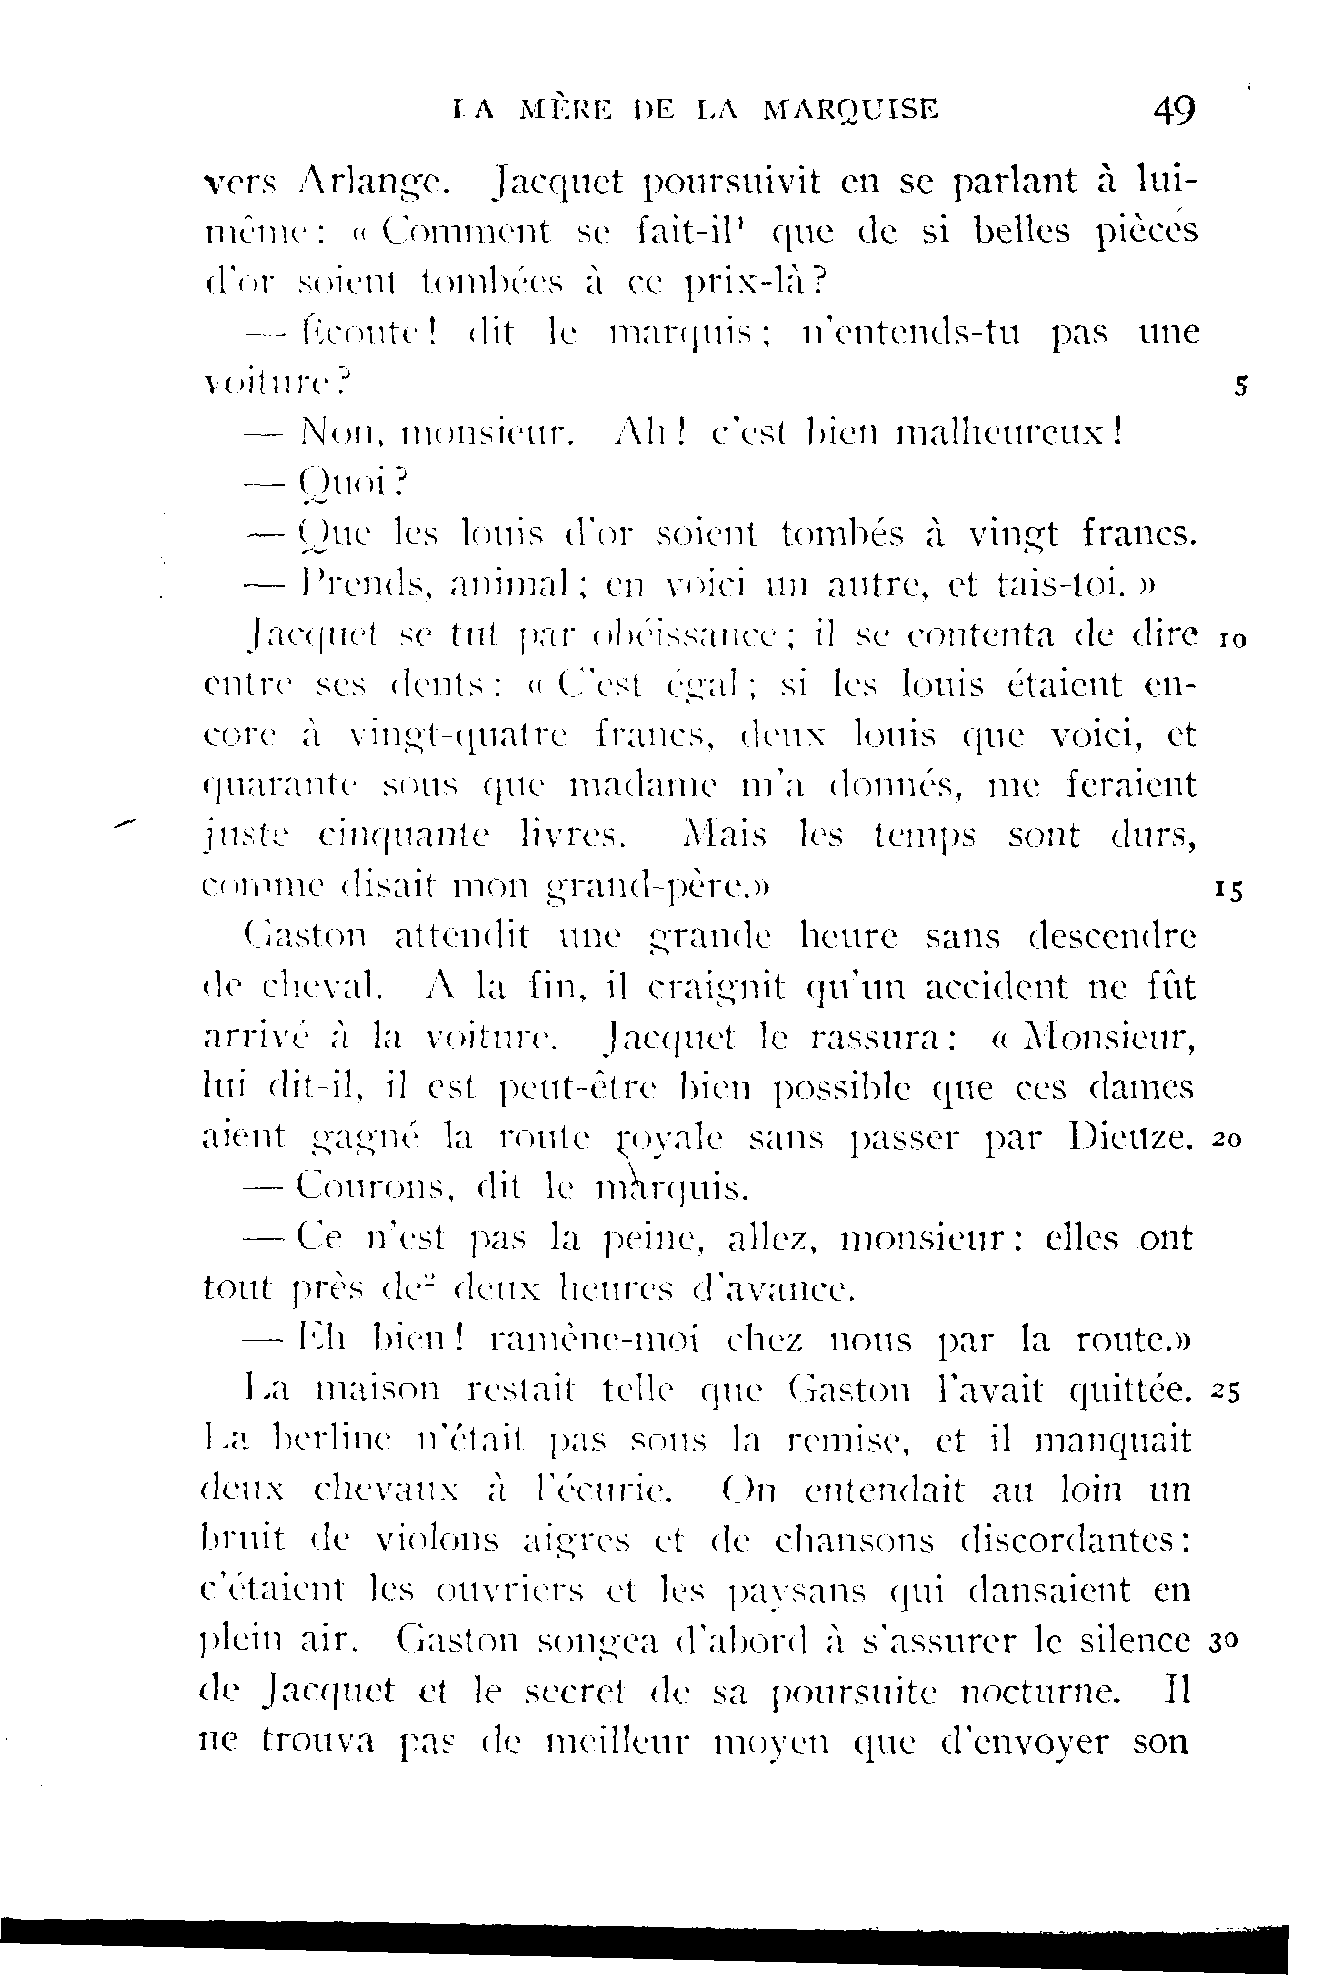 LA MÈRE DE LA MARQUISE 49
vers Arlange. Jacquet poursuivit en se parlant à lui-
même: « Comment se fait-il¹ que de si belles pièces
d'or soient tombées à ce prix-là?
— Écoute! dit le marquis; n'entends-tu pas une
voiture? 5
— Non, monsieur. Ah! c'est bien malheureux!
— Quoi?
— Que les louis d'or soient tombés à vingt francs.
— Prends, animal; en voici un autre, et tais-toi. »
Jacquet se tut par obéissance; il se contenta de dire 10
entre ses dents: « C'est égal; si les louis étaient en-
core à vingt-quatre francs, deux louis que voici, et
quarante sous que madame m'a donnés, me feraient
juste cinquante livres. Mais les temps sont durs,
comme disait mon grand-père.» 15
Gaston attendit une grande heure sans descendre
de cheval. A la fin, il craignit qu'un accident ne fût
arrivé à la voiture. Jacquet le rassura: « Monsieur,
lui dit-il, il est peut-être bien possible que ces dames
aient gagné la route royale sans passer par Dieuze. 20
— Courons, dit le marquis.
— Ce n'est pas la peine, allez, monsieur: elles ont
tout près de² deux heures d'avance.
— Eh bien! ramène-moi chez nous par la route.»
La maison restait telle que Gaston l'avait quittée. 25
La berline n'était pas sous la remise, et il manquait
deux chevaux à l'écurie. On entendait au loin un
bruit de violons aigres et de chansons discordantes:
c'étaient les ouvriers et les paysans qui dansaient en
plein air. Gaston songea d'abord à s'assurer le silence 30
de Jacquet et le secret de sa poursuite nocturne. Il
ne trouva pas de meilleur moyen que d'envoyer son